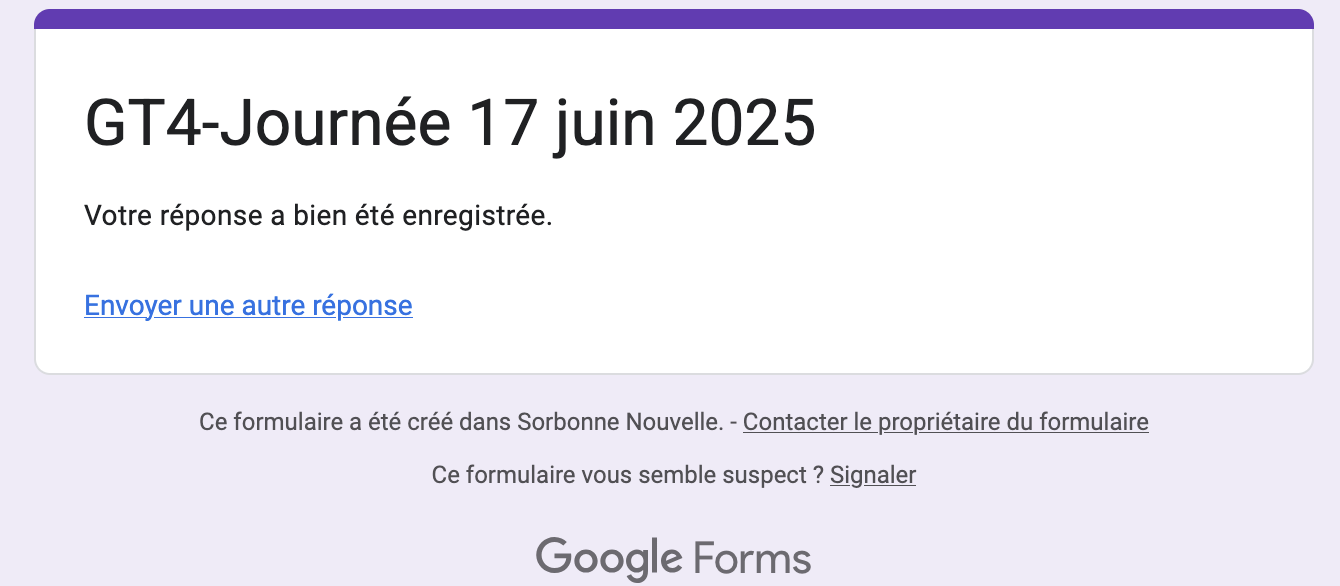 GT4-Journée 17 juin 2025
Votre réponse a bien été enregistrée.
Envoyer une autre réponse
Ce formulaire a été créé dans Sorbonne Nouvelle. - Contacter le propriétaire du formulaire
Ce formulaire vous semble suspect ? Signaler
Google Forms